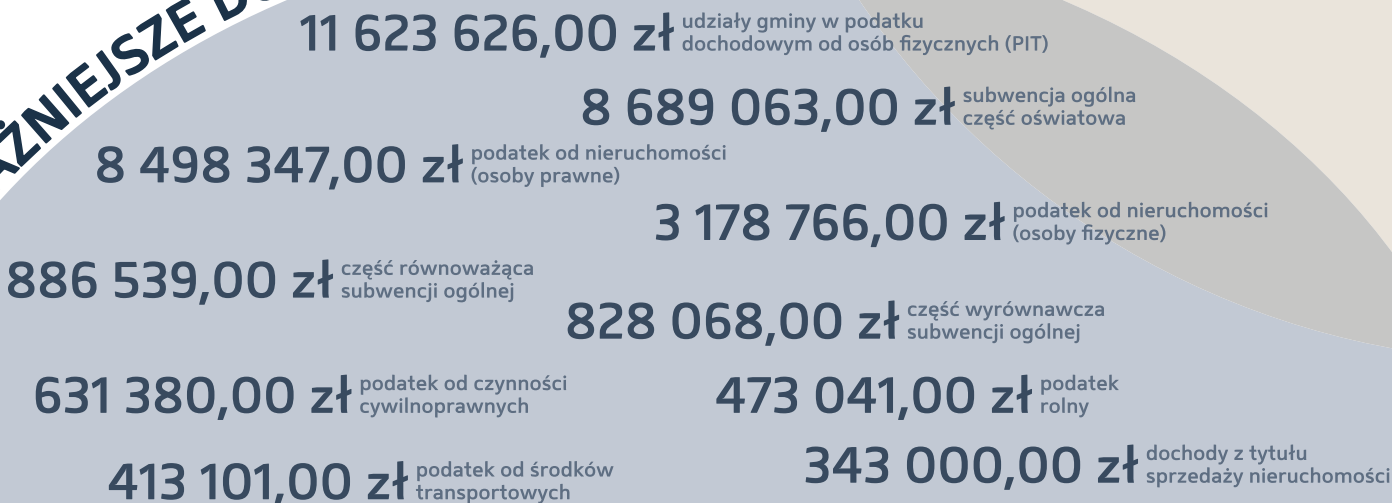 11 623 626,00 zł udziały gminy w podatku
dochodowym od osób fizycznych (PIT)
8 689 063,00 zł subwencja ogólna
część oświatowa
8 498 347,00 zł podatek od nieruchomości
(osoby prawne)
3 178 766,00 zł podatek od nieruchomości
(osoby fizyczne)
886 539,00 zł część równoważąca
subwencji ogólnej
828 068,00 zł część wyrównawcza
subwencji ogólnej
631 380,00 zł podatek od czynności
cywilnoprawnych
473 041,00 zł podatek
rolny
343 000,00 zł dochody z tytułu
sprzedaży nieruchomości
413 101,00 zł podatek od środków
transportowych